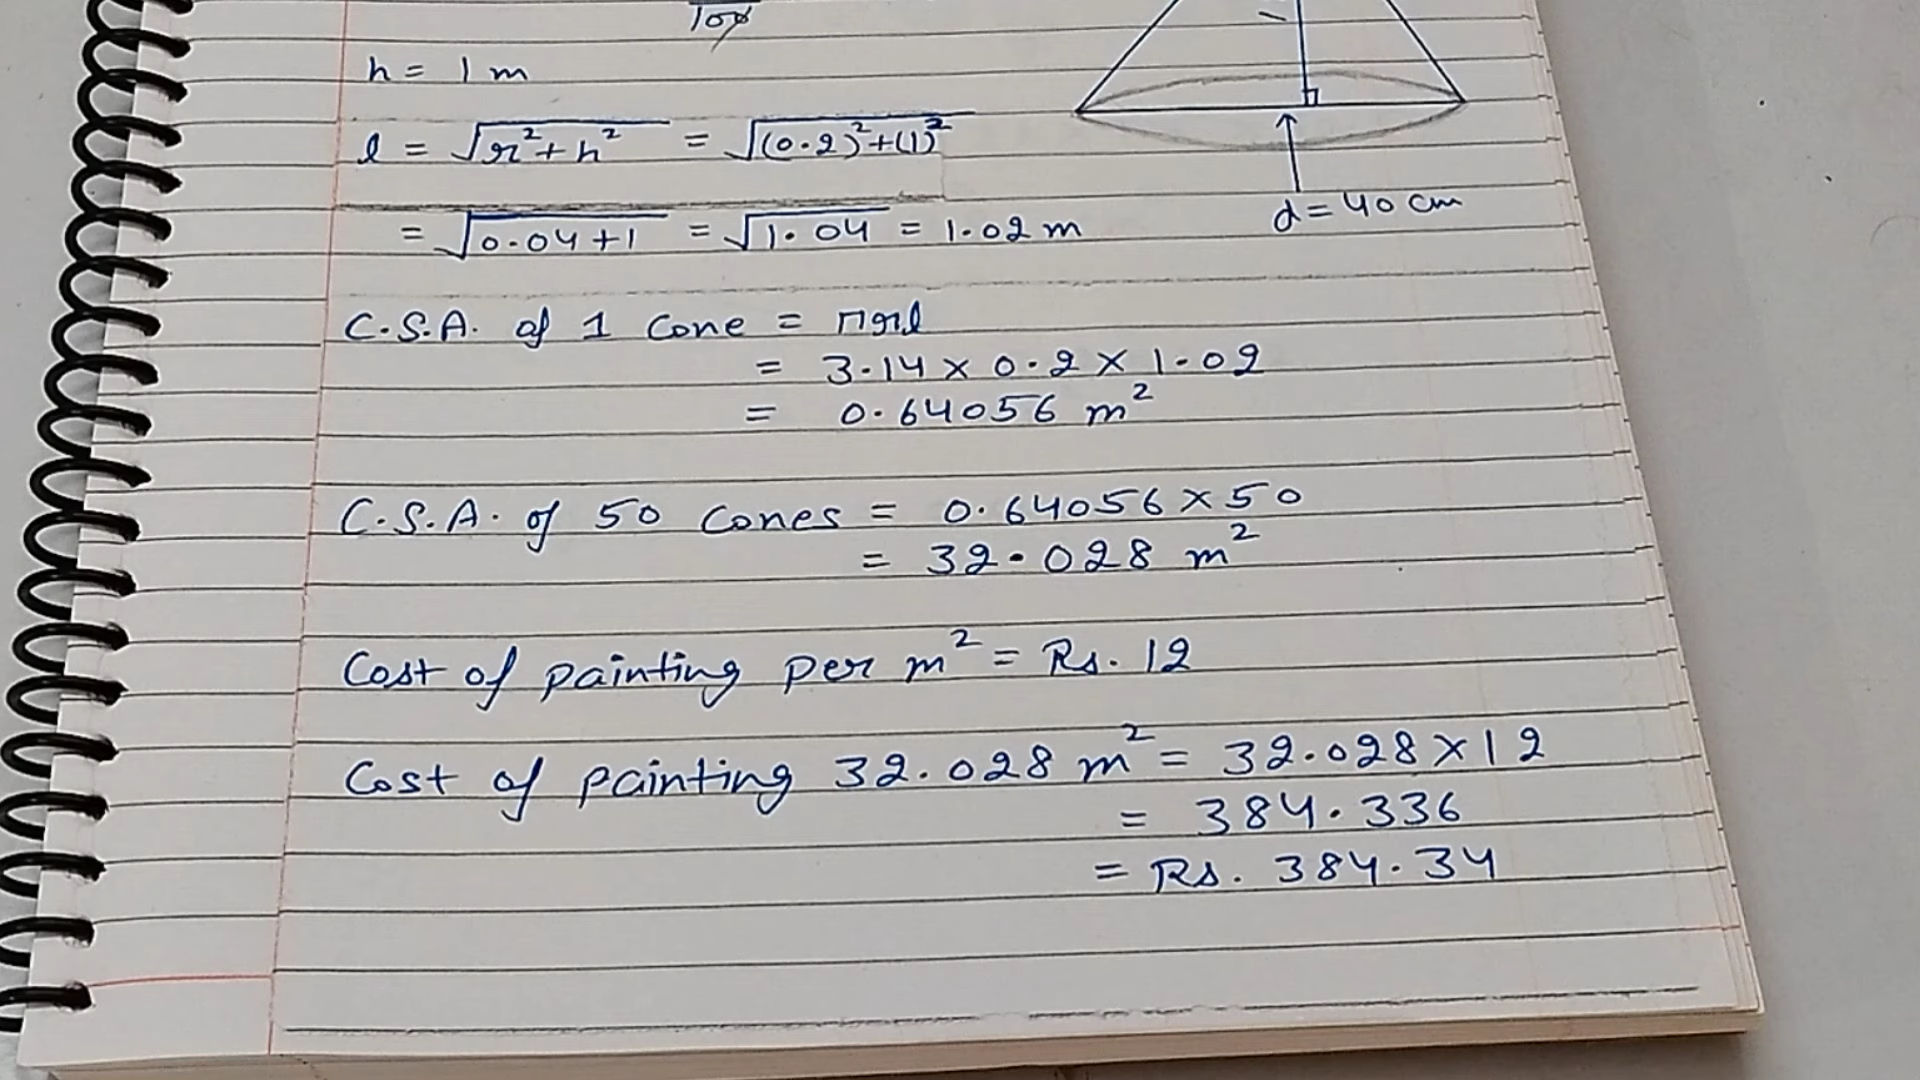 100
h = 1 m
l = √r²+h² = √(0.2)²+(1)²
= √0.04+1 = √1.04 = 1.02 m
d = 40 cm
C.S.A. of 1 Cone = πrl
= 3.14 × 0.2 × 1.02
= 0.64056 m²
C.S.A. of 50 Cones = 0.64056 × 50
= 32.028 m²
Cost of painting per m² = Rs. 12
Cost of painting 32.028 m² = 32.028 × 12
= 384.336
= Rs. 384.34